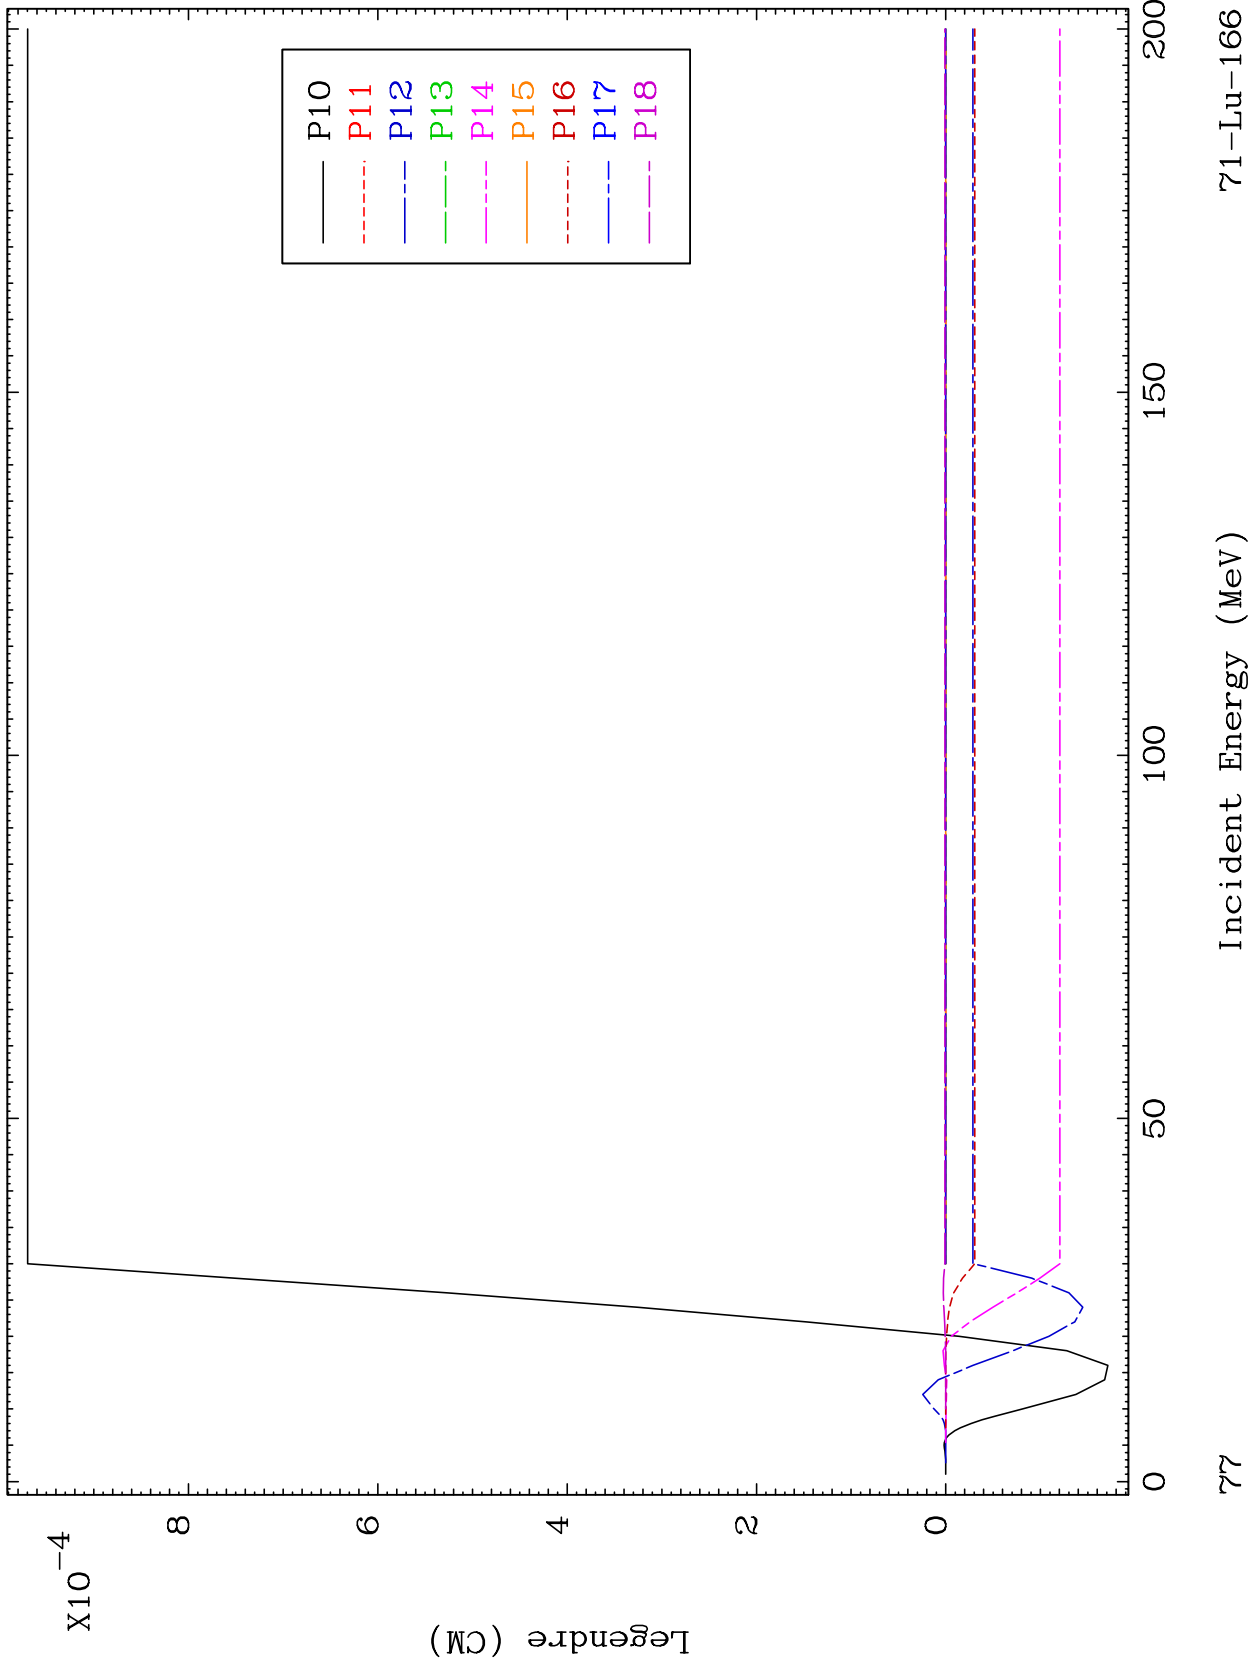 X10-4
8
6
4
2
0
Legendre (CM)
P10
P11
P12
P13
P14
P15
P16
P17
P18
0
50
100
150
200
77
Incident Energy (MeV)
71-Lu-166